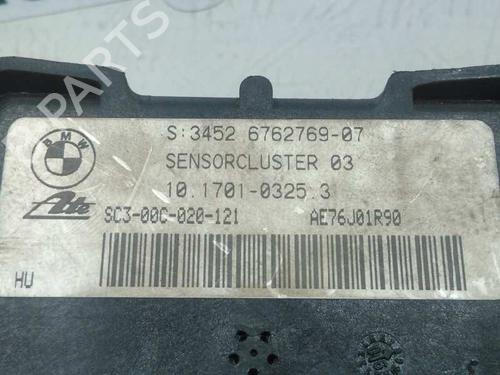 BMW
S:3452 6762769-07
SENSORCLUSTER 03
10.1701-0325.3
Ate
SC3-00C-020-121 AE76J01R90
HU
PARTS